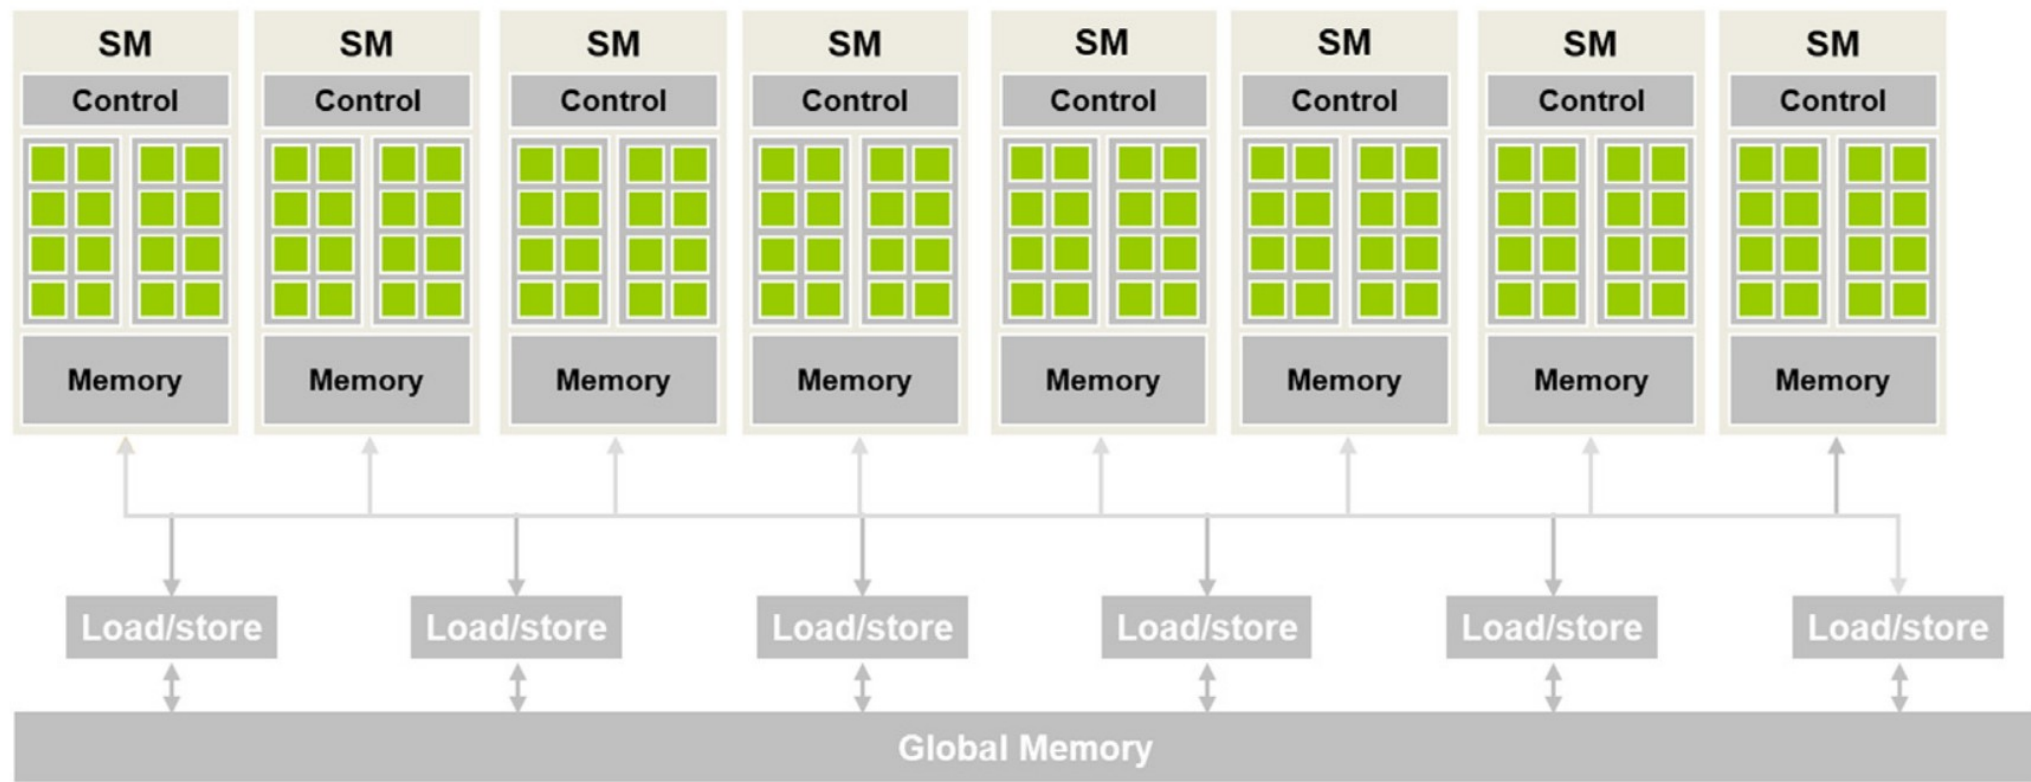 SM SM SM SM SM SM SM SM
Control Control Control Control Control Control Control Control
Memory Memory Memory Memory Memory Memory Memory Memory
Load/store Load/store Load/store Load/store Load/store Load/store
Global Memory